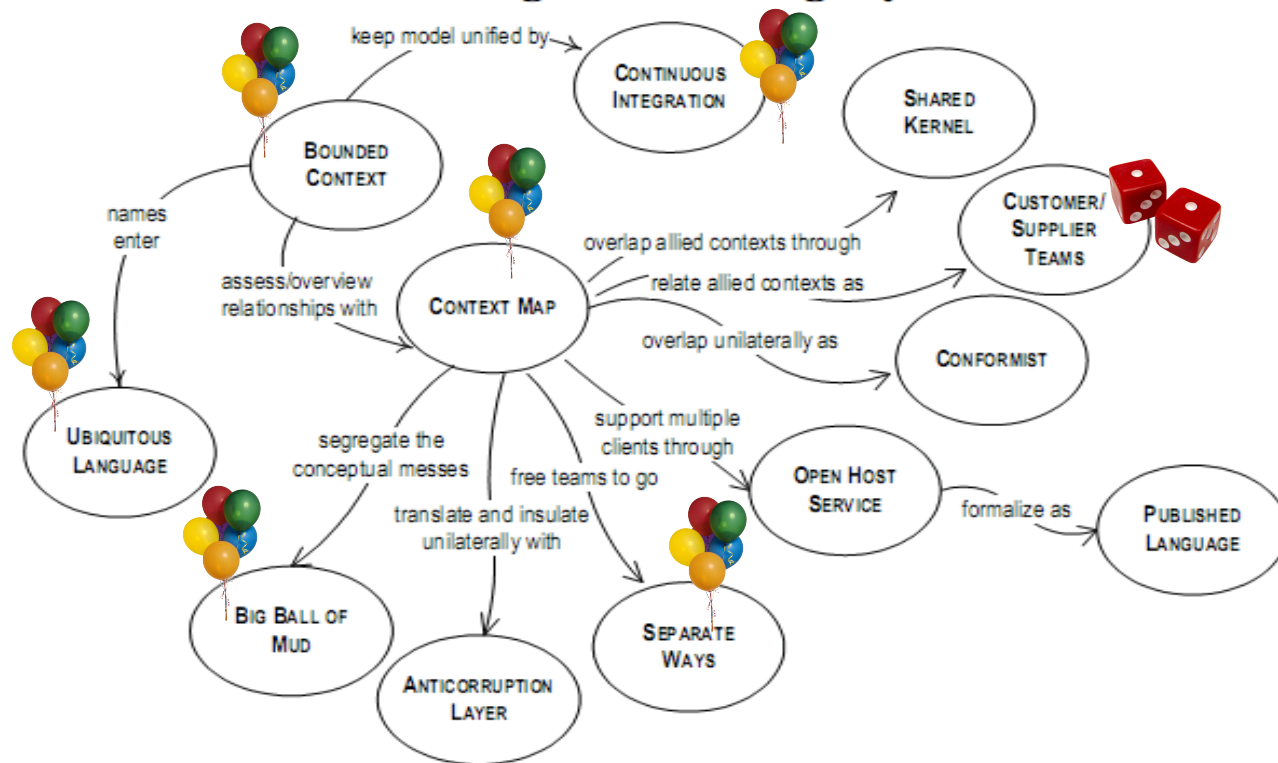 keep model unified by
CONTINUOUS
INTEGRATION
SHARED
KERNEL
BOUNDED
CONTEXT
names
enter
CUSTOMER/
SUPPLIER
TEAMS
overlap allied contexts through
assess/overview
relationships with
relate allied contexts as
CONTEXT MAP
overlap unilaterally as
CONFORMIST
UBIQUITOUS
LANGUAGE
segregate the
conceptual messes
support multiple
clients through
free teams to go
OPEN HOST
SERVICE
formalize as
PUBLISHED
LANGUAGE
translate and insulate
unilaterally with
BIG BALL OF
MUD
SEPARATE
WAYS
ANTICORRUPTION
LAYER